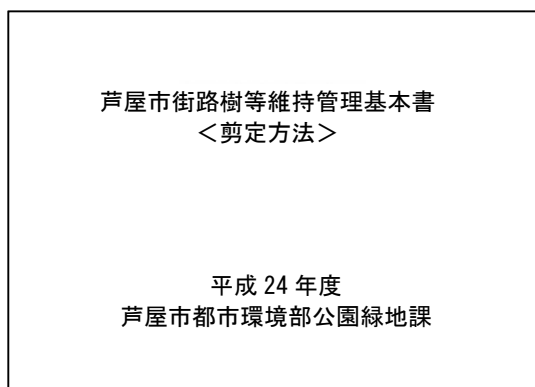 芦屋市街路樹等維持管理基本書
＜剪定方法＞
平成 24 年度
芦屋市都市環境部公園緑地課